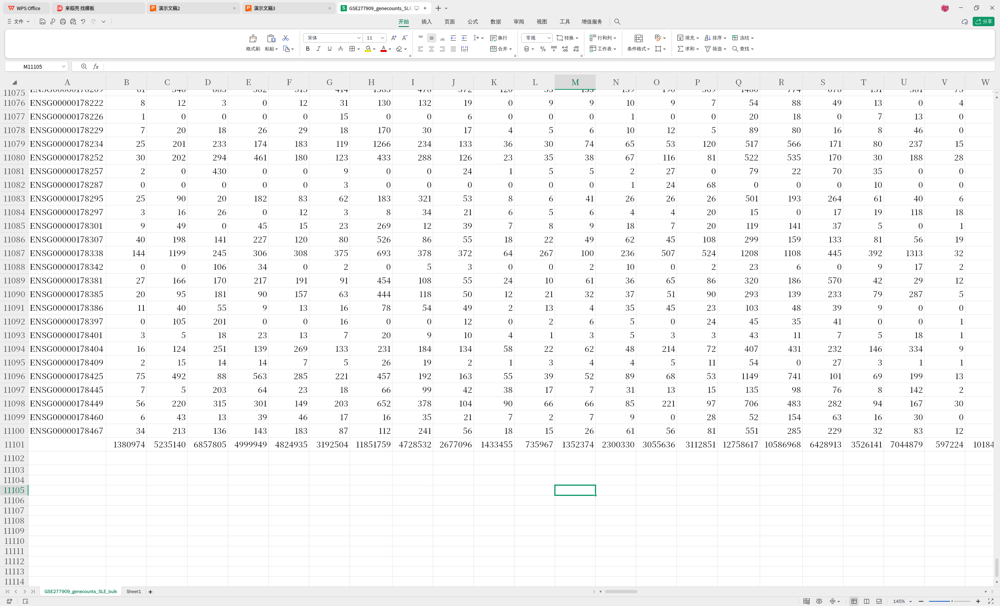 WPS Office 来稻壳 找模板 演示文稿2 演示文稿3 GSE277909_genecounts_SLE
文件 开始 插入 页面 公式 数据 审阅 视图 工具 增值服务 分享
宋体 11 A+ A- 换行 常规 转换 行和列 填充 排序 冻结
格式刷 粘贴 B I U A A 合并 % 工作表 条件格式 求和 筛选 查找
M11105 fx
A B C D E F G H I J K L M N O P Q R S T U V W
11075
11076 ENSG00000178222 8 12 3 0 12 31 130 132 19 0 9 9 10 9 7 54 88 49 13 0 4
11077 ENSG00000178226 1 0 0 0 0 15 0 0 6 0 0 0 1 0 0 20 18 0 7 13 0
11078 ENSG00000178229 7 20 18 26 29 18 170 30 17 4 5 6 10 12 5 89 80 16 8 46 0
11079 ENSG00000178234 25 201 233 174 183 119 1266 234 133 36 30 74 65 53 120 517 566 171 80 237 15
11080 ENSG00000178252 30 202 294 461 180 123 433 288 126 23 35 38 67 116 81 522 535 170 30 188 28
11081 ENSG00000178257 2 0 430 0 0 9 0 0 24 1 5 5 2 27 0 79 22 70 35 0 0
11082 ENSG00000178287 0 0 0 0 0 3 0 0 0 0 0 0 1 24 68 0 0 0 10 0 0
11083 ENSG00000178295 25 90 20 182 83 62 183 321 53 8 6 41 26 26 26 501 193 264 61 40 6
11084 ENSG00000178297 3 16 26 0 12 3 8 34 21 6 5 6 4 4 20 15 0 17 19 118 18
11085 ENSG00000178301 9 49 0 45 15 23 269 12 39 7 8 9 18 7 20 119 141 37 5 0 1
11086 ENSG00000178307 40 198 141 227 120 80 526 86 55 18 22 49 62 45 108 299 159 133 81 56 19
11087 ENSG00000178338 144 1199 245 306 308 375 693 378 372 64 267 100 236 507 524 1208 1108 445 392 1313 32
11088 ENSG00000178342 0 0 106 34 0 2 0 5 3 0 0 2 10 0 2 23 6 0 9 17 2
11089 ENSG00000178381 27 166 170 217 191 91 454 108 55 24 10 61 36 65 86 320 186 570 42 29 12
11090 ENSG00000178385 20 95 181 90 157 63 444 118 50 12 21 32 37 51 90 293 139 233 79 287 5
11091 ENSG00000178386 11 40 55 9 13 16 78 54 49 2 13 4 35 45 23 103 48 39 9 0 0
11092 ENSG00000178397 0 105 201 0 0 16 0 0 12 0 2 6 5 0 24 45 35 41 0 0 1
11093 ENSG00000178401 3 5 18 23 13 7 20 9 10 4 1 3 5 3 3 43 11 7 5 18 1
11094 ENSG00000178404 16 124 251 139 269 133 231 184 134 58 22 62 48 214 72 407 431 232 146 334 9
11095 ENSG00000178409 2 15 14 14 7 5 26 19 2 1 3 4 4 5 11 54 0 27 3 1 1
11096 ENSG00000178425 75 492 88 563 285 221 457 192 163 55 39 52 89 68 53 1149 741 101 69 199 13
11097 ENSG00000178445 7 5 203 64 23 18 66 99 42 38 17 7 31 13 15 135 98 76 8 142 2
11098 ENSG00000178449 56 220 315 301 149 203 652 378 104 90 66 66 85 221 97 706 483 282 94 167 30
11099 ENSG00000178460 6 43 13 39 46 17 16 35 21 7 2 7 9 0 28 52 154 63 16 30 0
11100 ENSG00000178467 34 213 136 143 183 87 112 241 56 18 15 26 61 56 81 551 285 229 32 83 12
11101 1380974 5235140 6857805 4999949 4824935 3192504 11851759 4728532 2677096 1433455 735967 1352374 2300330 3055636 3112851 12758617 10586968 6428913 3526141 7044879 597224 10184
11102
11103
11104
11105
11106
11107
11108
11109
11110
11111
11112
11113
11114
GSE277909_genecounts_SLE_bulk Sheet1 +
145%